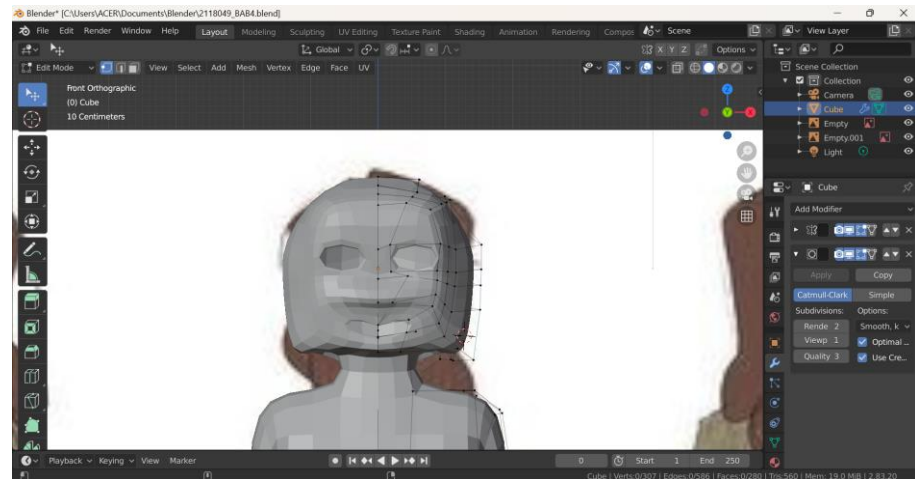 Blender* [C:\Users\ACER\Documents\Blender\2118049_BAB4.blend]
File Edit Render Window Help Layout Modeling Sculpting UV Editing Texture Paint Shading Animation Rendering Compos Scene View Layer
Global X Y Z Options
Edit Mode View Select Add Mesh Vertex Edge Face UV
Scene Collection
Collection
Camera
Cube
Empty
Empty.001
Light
Front Orthographic
(0) Cube
10 Centimeters
Z
Y
X
Cube
Add Modifier
Apply Copy
Catmull-Clark Simple
Subdivisions: Options:
Rende 2 Smooth, k
Viewp 1 Optimal ...
Quality 3 Use Cre...
Playback Keying View Marker 0 Start 1 End 250
Cube | Verts:0/307 | Edges:0/586 | Faces:0/280 | Tris:560 | Mem: 19.0 MiB | 2.83.20